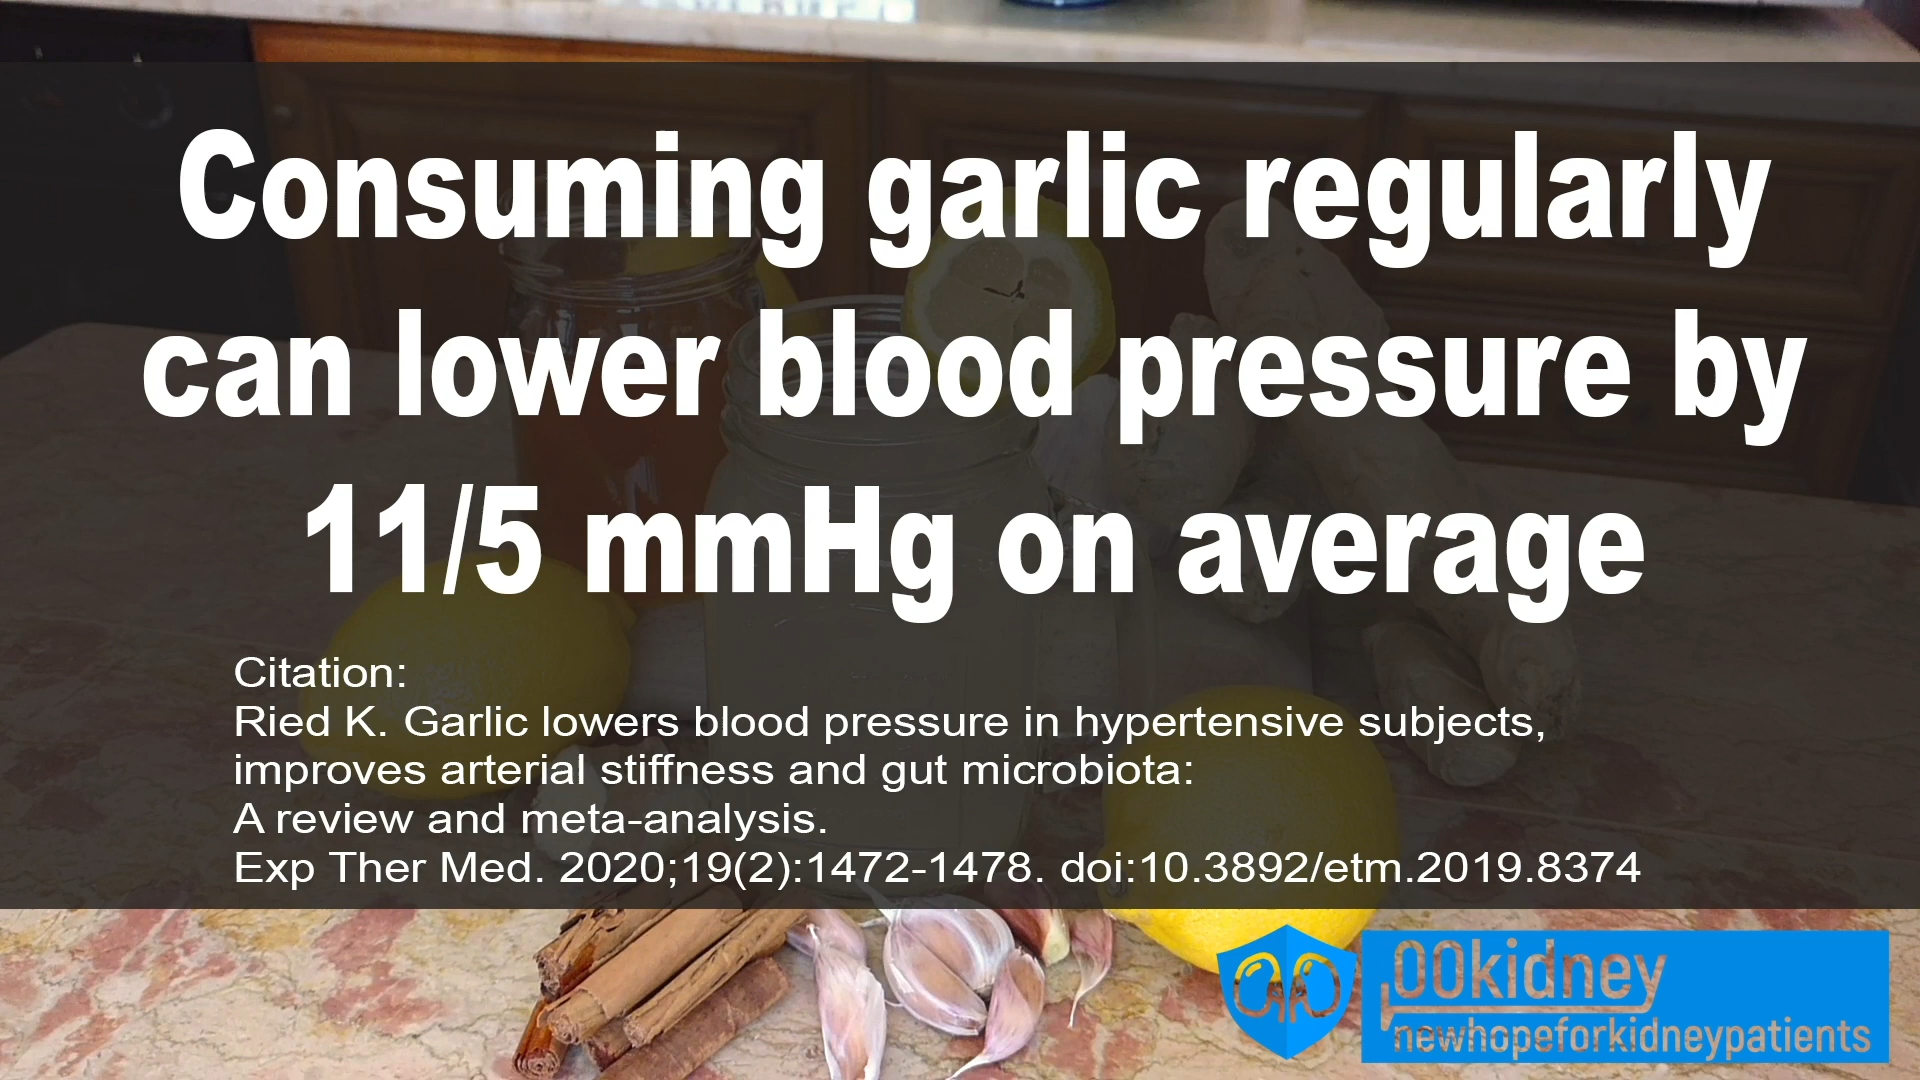 Consuming garlic regularly
can lower blood pressure by
11/5 mmHg on average
Citation:
Ried K. Garlic lowers blood pressure in hypertensive subjects,
improves arterial stiffness and gut microbiota:
A review and meta-analysis.
Exp Ther Med. 2020;19(2):1472-1478. doi:10.3892/etm.2019.8374
00kidney
newhopeforkidneypatients